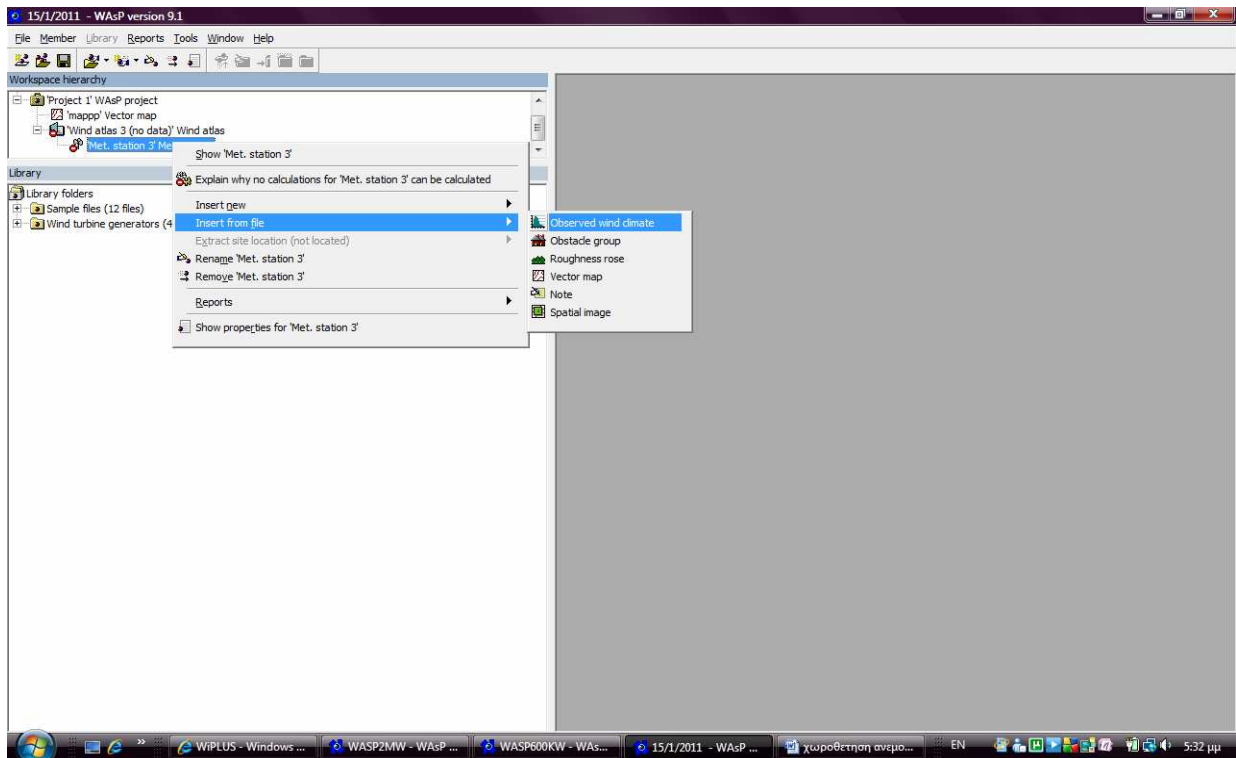 15/1/2011 - WAsP version 9.1
File Member Library Reports Tools Window Help
Workspace hierarchy
'Project 1' WAsP project
'mappp' Vector map
'Wind atlas 3 (no data)' Wind atlas
'Met. station 3' Me
Show 'Met. station 3'
Explain why no calculations for 'Met. station 3' can be calculated
Insert new
Insert from file
Extract site location (not located)
Rename 'Met. station 3'
Remove 'Met. station 3'
Reports
Show properties for 'Met. station 3'
Observed wind climate
Obstacle group
Roughness rose
Vector map
Note
Spatial image
Library
Library folders
Sample files (12 files)
Wind turbine generators (4
WiPLUS - Windows ... WASP2MW - WAsP ... WASP600KW - WAs... 15/1/2011 - WAsP ... χωροθετηση ανεμο... EN 5:32 μμ